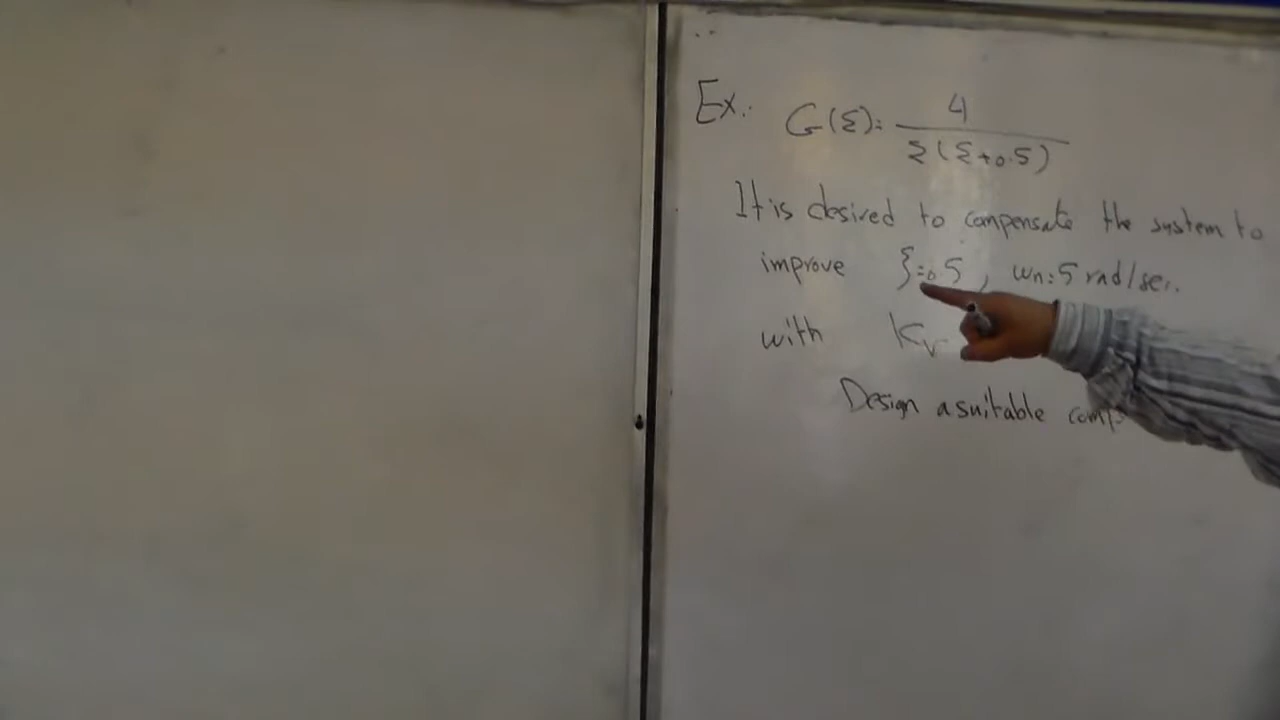 Ex.: G(s) = 4 / s(s+0.5)
It is desired to compensate the system to
improve ξ=0.5, ωn=5 rad/sec.
with Kv
Design a suitable comp